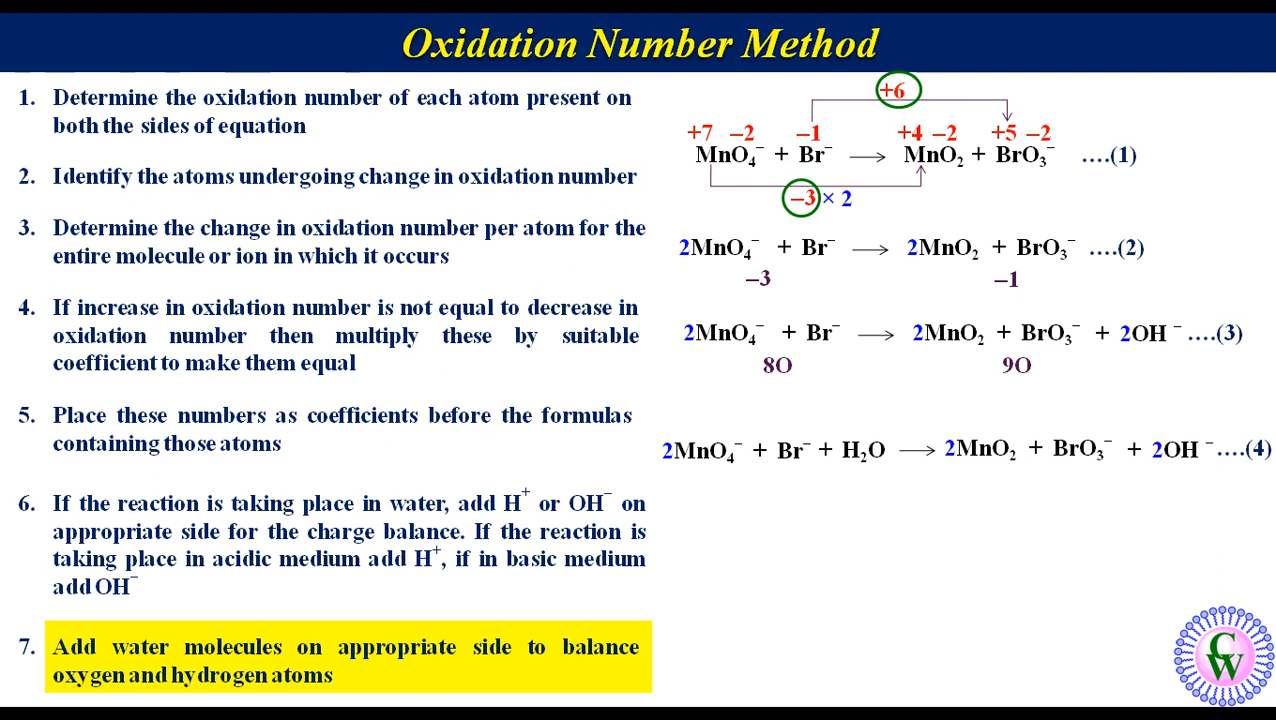 Oxidation Number Method
1. Determine the oxidation number of each atom present on
both the sides of equation
2. Identify the atoms undergoing change in oxidation number
3. Determine the change in oxidation number per atom for the
entire molecule or ion in which it occurs
4. If increase in oxidation number is not equal to decrease in
oxidation number then multiply these by suitable
coefficient to make them equal
5. Place these numbers as coefficients before the formulas
containing those atoms
6. If the reaction is taking place in water, add H⁺ or OH⁻ on
appropriate side for the charge balance. If the reaction is
taking place in acidic medium add H⁺, if in basic medium
add OH⁻
7. Add water molecules on appropriate side to balance
oxygen and hydrogen atoms
+6
+7 –2 –1 +4 –2 +5 –2
MnO₄⁻ + Br⁻ ⟶ MnO₂ + BrO₃⁻ ….(1)
–3 × 2
2MnO₄⁻ + Br⁻ ⟶ 2MnO₂ + BrO₃⁻ ….(2)
–3 –1
2MnO₄⁻ + Br⁻ ⟶ 2MnO₂ + BrO₃⁻ + 2OH⁻ ….(3)
8O 9O
2MnO₄⁻ + Br⁻ + H₂O ⟶ 2MnO₂ + BrO₃⁻ + 2OH⁻ ….(4)
CW